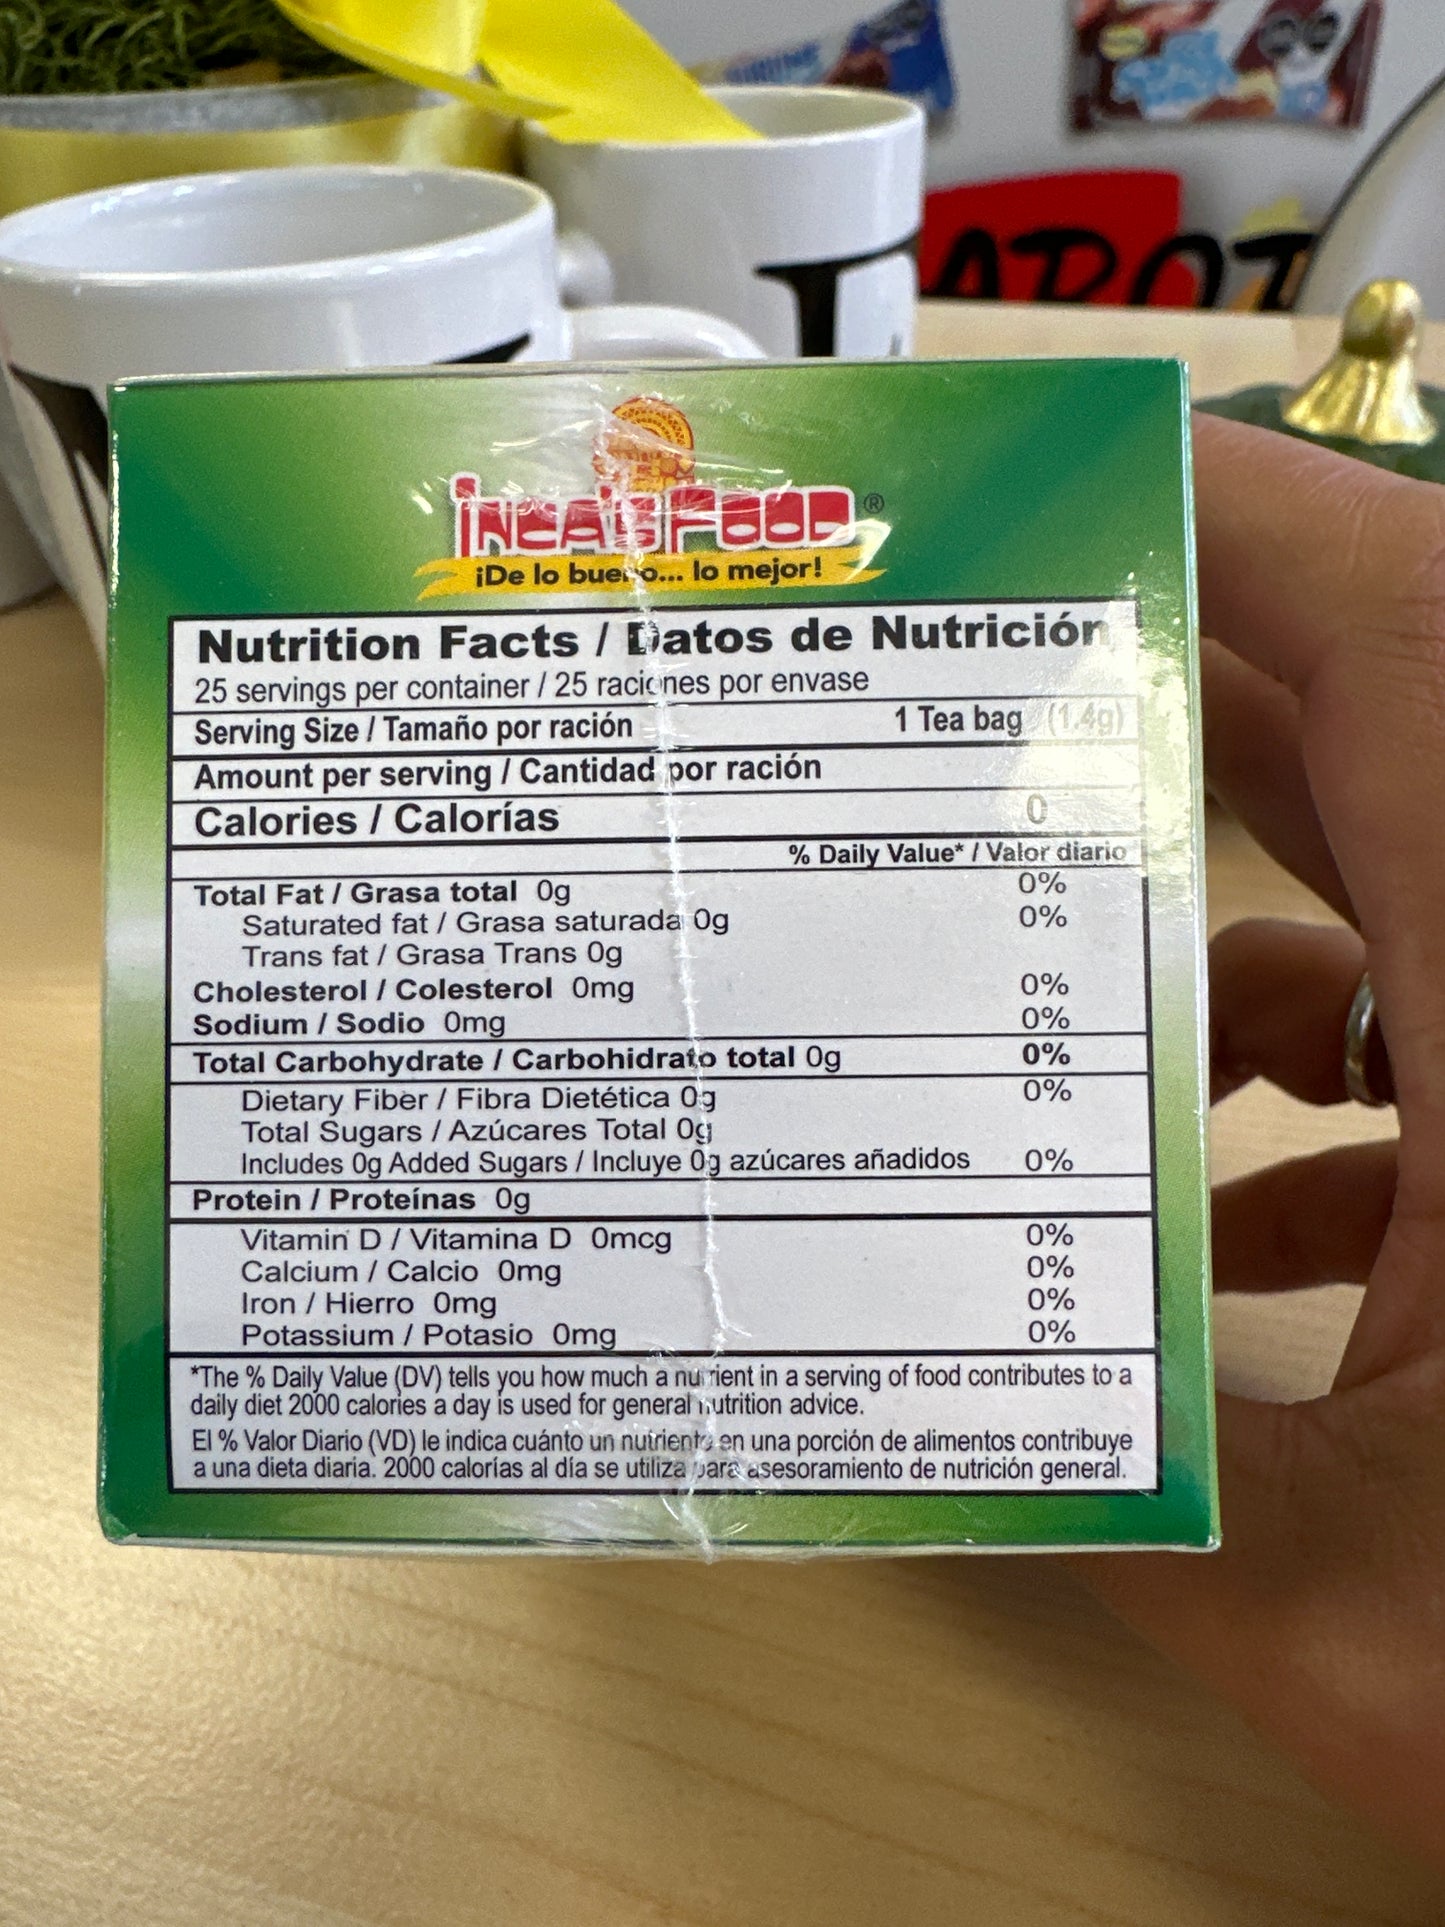 INCA'S FOOD ®
¡De lo bueno... lo mejor!
Nutrition Facts / Datos de Nutrición
25 servings per container / 25 raciones por envase
Serving Size / Tamaño por ración 1 Tea bag (1.4g)
Amount per serving / Cantidad por ración
Calories / Calorías 0
% Daily Value* / Valor diario
Total Fat / Grasa total 0g 0%
Saturated fat / Grasa saturada 0g 0%
Trans fat / Grasa Trans 0g
Cholesterol / Colesterol 0mg 0%
Sodium / Sodio 0mg 0%
Total Carbohydrate / Carbohidrato total 0g 0%
Dietary Fiber / Fibra Dietética 0g 0%
Total Sugars / Azúcares Total 0g
Includes 0g Added Sugars / Incluye 0g azúcares añadidos 0%
Protein / Proteínas 0g
Vitamin D / Vitamina D 0mcg 0%
Calcium / Calcio 0mg 0%
Iron / Hierro 0mg 0%
Potassium / Potasio 0mg 0%
*The % Daily Value (DV) tells you how much a nutrient in a serving of food contributes to a
daily diet 2000 calories a day is used for general nutrition advice.
El % Valor Diario (VD) le indica cuánto un nutriente en una porción de alimentos contribuye
a una dieta diaria. 2000 calorías al día se utiliza para asesoramiento de nutrición general.